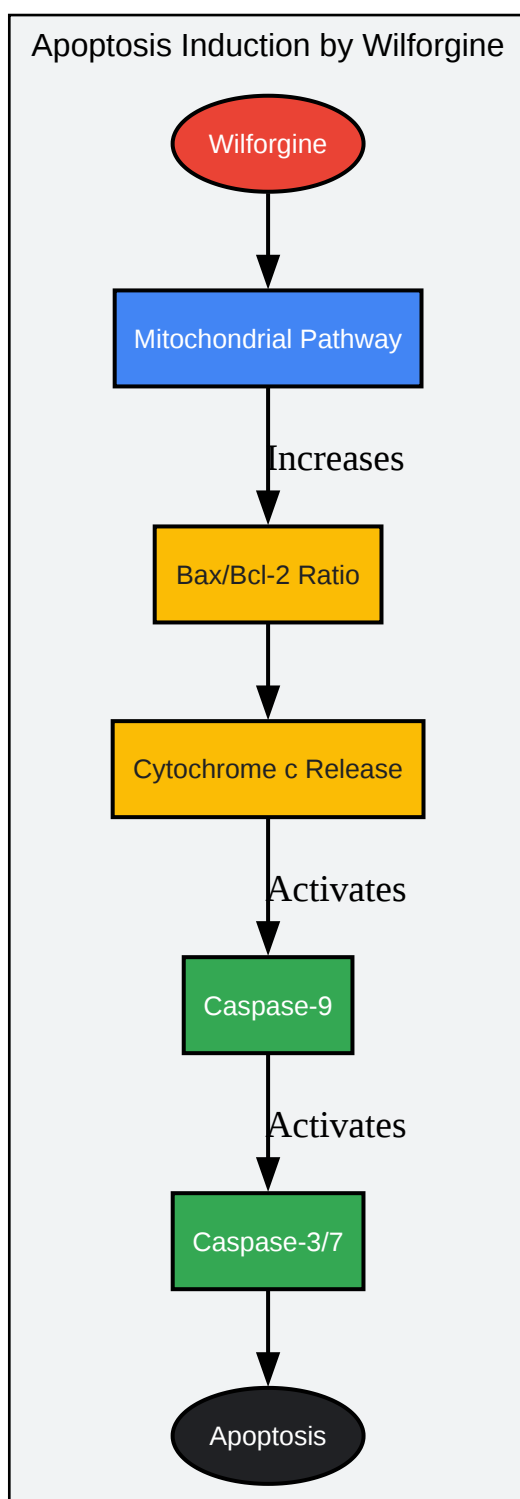 Apoptosis Induction by Wilforgine
Wilforgine
Mitochondrial Pathway
Increases
Bax/Bcl-2 Ratio
Cytochrome c Release
Activates
Caspase-9
Activates
Caspase-3/7
Apoptosis